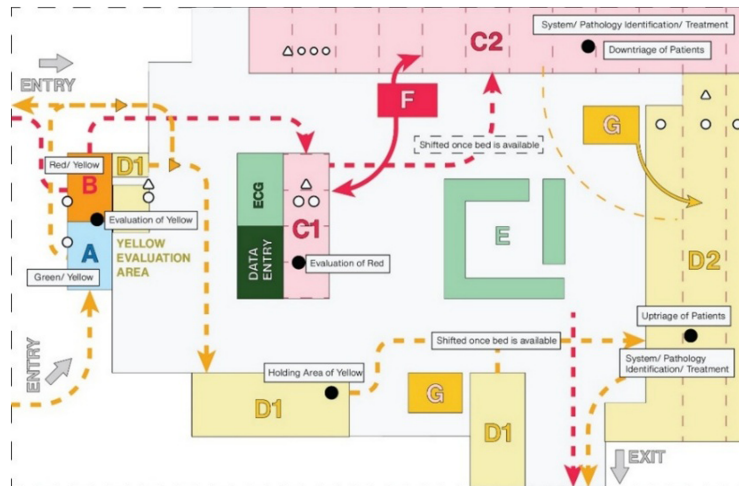 System/ Pathology Identification/ Treatment
C2
Downtriage of Patients
ENTRY
F
G
Shifted once bed is available
Red/ Yellow
D1
B
ECG
Evaluation of Yellow
C1
E
A
YELLOW
EVALUATION
AREA
DATA
ENTRY
Evaluation of Red
D2
Green/ Yellow
Uptriage of Patients
Shifted once bed is available
ENTRY
System/ Pathology
Identification/ Treatment
Holding Area of Yellow
D1
G
D1
EXIT